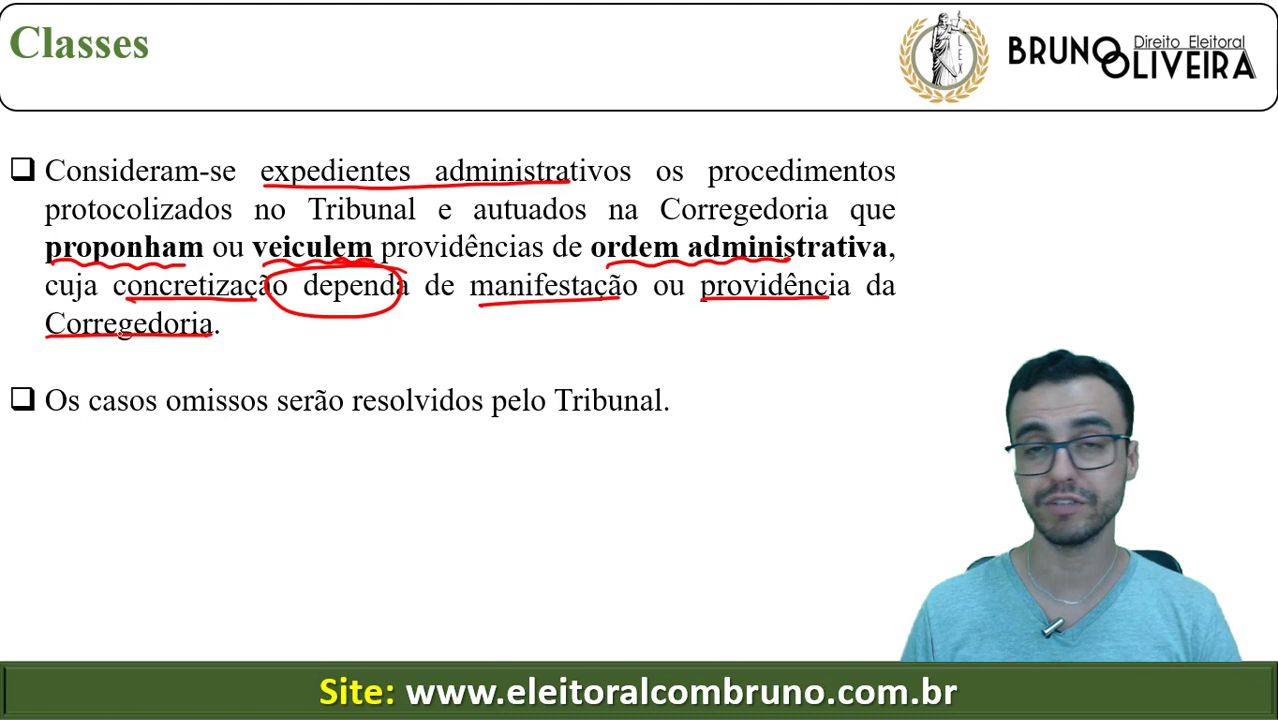 Classes
LEX
BRUNO Direito Eleitoral
OLIVEIRA
❑ Consideram-se expedientes administrativos os procedimentos
protocolizados no Tribunal e autuados na Corregedoria que
proponham ou veiculem providências de ordem administrativa,
cuja concretização depende de manifestação ou providência da
Corregedoria.
❑ Os casos omissos serão resolvidos pelo Tribunal.
Site: www.eleitoralcombruno.com.br